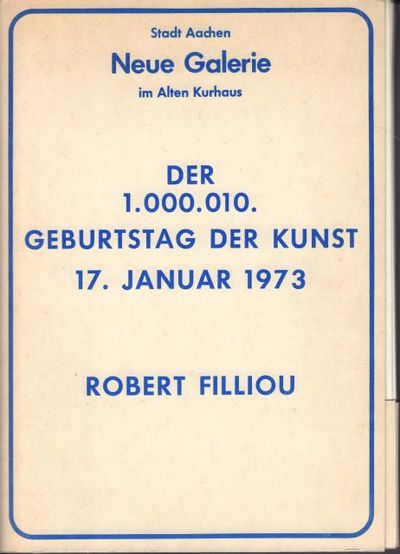 Stadt Aachen
Neue Galerie
im Alten Kurhaus
DER
1.000.010.
GEBURTSTAG DER KUNST
17. JANUAR 1973
ROBERT FILLIOU